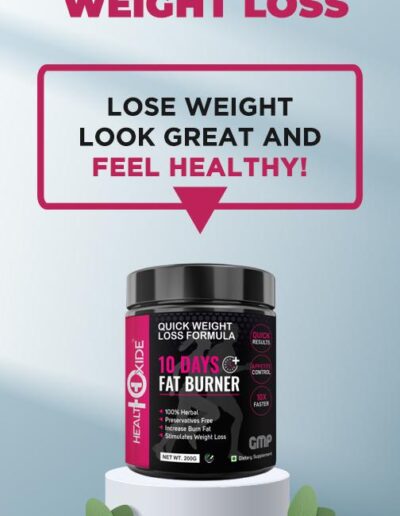 WEIGHT LOSS
LOSE WEIGHT
LOOK GREAT AND
FEEL HEALTHY!
HEALTHOXIDE
QUICK WEIGHT
LOSS FORMULA
10 DAYS
FAT BURNER
100% Herbal
Preservatives Free
Increase Burn Fat
Stimulates Weight Loss
NET WT. 200G
QUICK
RESULTS
APPETITE
CONTROL
10X
FASTER
GMP
Dietary Supplement